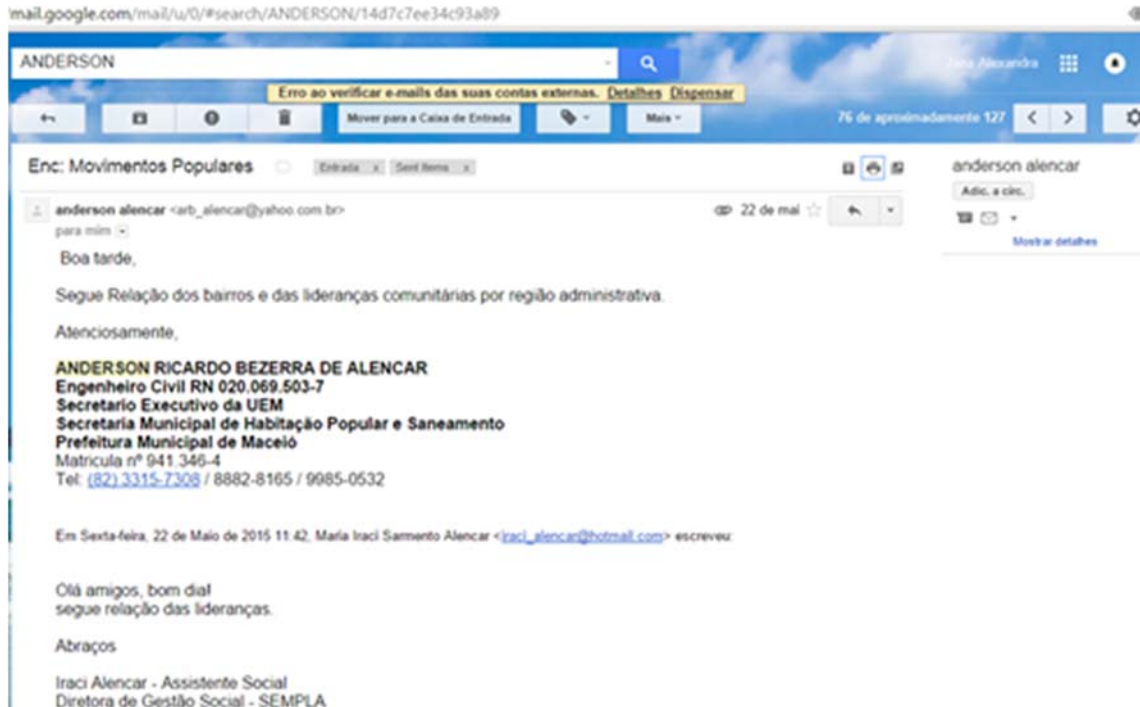 mail.google.com/mail/u/0/#search/ANDERSON/14d7c7ee34c93a89
ANDERSON
Alexandra
Erro ao verificar e-mails das suas contas externas. Detalhes Dispensar
Mover para a Caixa de Entrada
Mais
76 de aproximadamente 127
Enc: Movimentos Populares
Entrada x
Sent Items x
anderson alencar
Adic. a circ.
Mostrar detalhes
anderson alencar <arb_alencar@yahoo.com.br>
22 de mai
para mim
Boa tarde,
Segue Relação dos bairros e das lideranças comunitárias por região administrativa.
Atenciosamente,
ANDERSON RICARDO BEZERRA DE ALENCAR
Engenheiro Civil RN 020.069.503-7
Secretario Executivo da UEM
Secretaria Municipal de Habitação Popular e Saneamento
Prefeitura Municipal de Maceió
Matricula nº 941.346-4
Tel: (82) 3315-7308 / 8882-8165 / 9985-0532
Em Sexta-feira, 22 de Maio de 2015 11:42, Maria Iraci Sarmento Alencar <iraci_alencar@hotmail.com> escreveu:
Olá amigos, bom dia!
segue relação das lideranças.
Abraços
Iraci Alencar - Assistente Social
Diretora de Gestão Social - SEMPLA